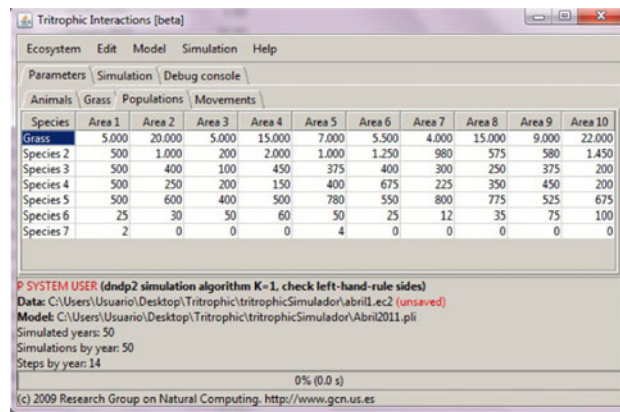 Tritrophic Interactions [beta]
Ecosystem Edit Model Simulation Help
Parameters Simulation Debug console
Animals Grass Populations Movements
Species Area 1 Area 2 Area 3 Area 4 Area 5 Area 6 Area 7 Area 8 Area 9 Area 10
Grass 5.000 20.000 5.000 15.000 7.000 5.500 4.000 15.000 9.000 22.000
Species 2 500 1.000 200 2.000 1.000 1.250 980 575 580 1.450
Species 3 500 400 100 450 375 400 300 250 375 200
Species 4 500 250 200 150 400 675 225 350 450 200
Species 5 500 600 400 500 780 550 800 775 525 675
Species 6 25 30 50 60 50 25 12 35 75 100
Species 7 2 0 0 0 4 0 0 0 0 0
P SYSTEM USER (dndp2 simulation algorithm K=1, check left-hand-rule sides)
Data: C:\Users\Usuario\Desktop\Tritrophic\tritrophicSimulador\abril1.ec2 (unsaved)
Model: C:\Users\Usuario\Desktop\Tritrophic\tritrophicSimulador\Abril2011.pli
Simulated years: 50
Simulations by year: 50
Steps by year: 14
0% (0.0 s)
(c) 2009 Research Group on Natural Computing. http://www.gcn.us.es